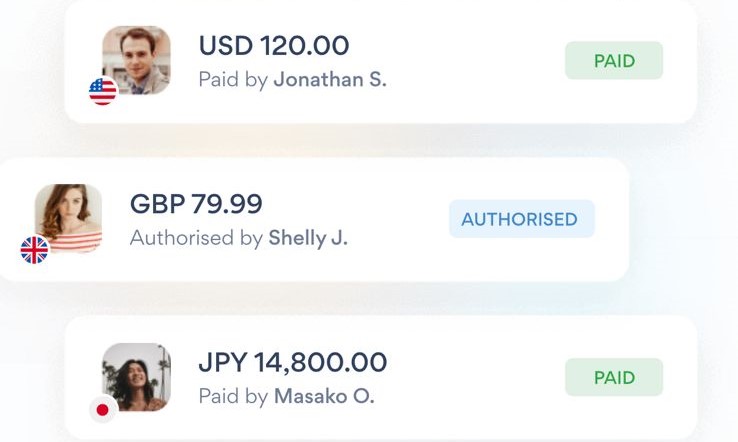 USD 120.00
Paid by Jonathan S.
PAID
GBP 79.99
Authorised by Shelly J.
AUTHORISED
JPY 14,800.00
Paid by Masako O.
PAID